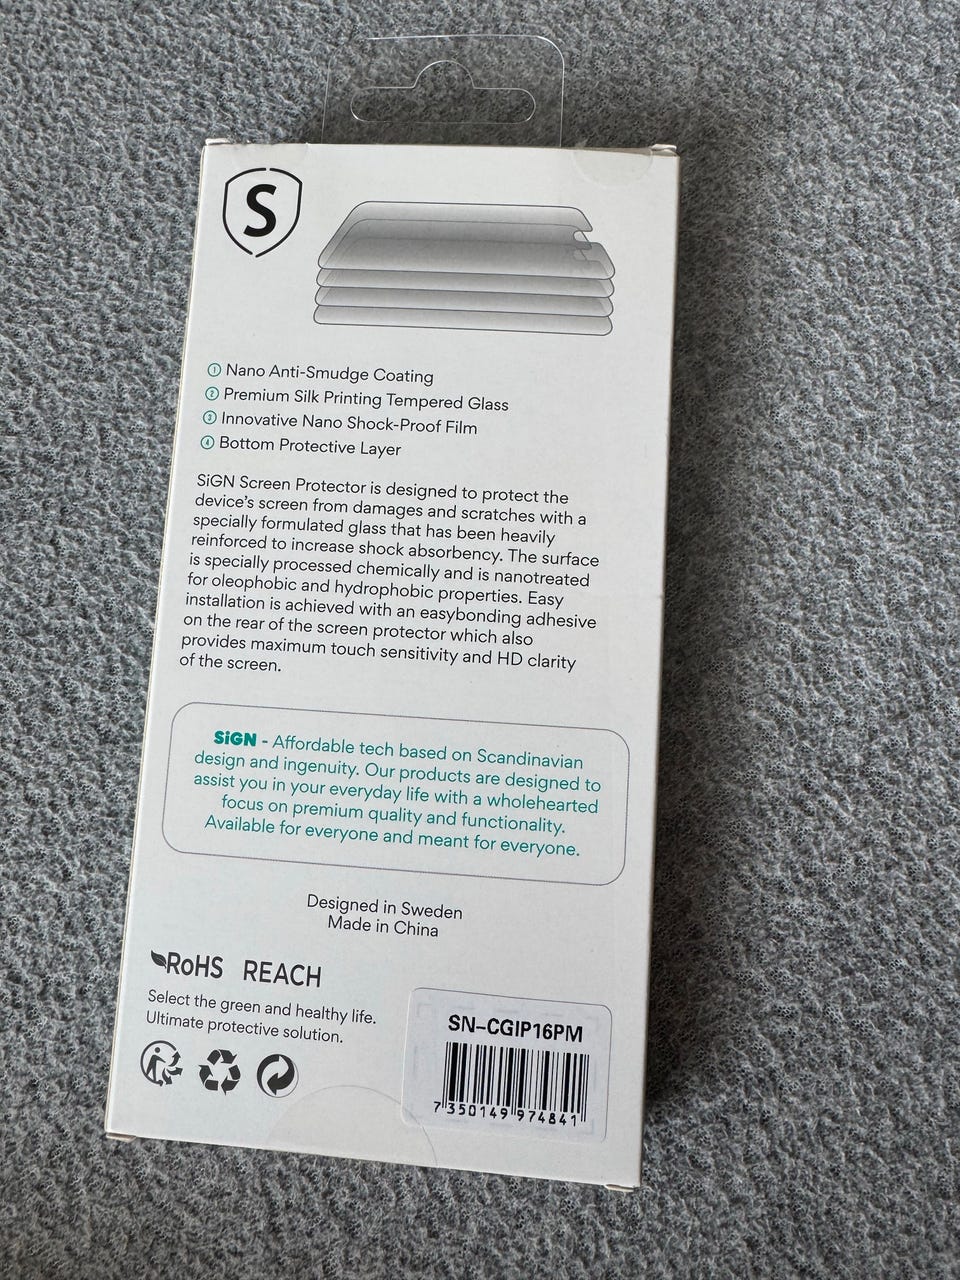 S
① Nano Anti-Smudge Coating
② Premium Silk Printing Tempered Glass
③ Innovative Nano Shock-Proof Film
④ Bottom Protective Layer
SiGN Screen Protector is designed to protect the
device's screen from damages and scratches with a
specially formulated glass that has been heavily
reinforced to increase shock absorbency. The surface
is specially processed chemically and is nanotreated
for oleophobic and hydrophobic properties. Easy
installation is achieved with an easybonding adhesive
on the rear of the screen protector which also
provides maximum touch sensitivity and HD clarity
of the screen.
SiGN - Affordable tech based on Scandinavian
design and ingenuity. Our products are designed to
assist you in your everyday life with a wholehearted
focus on premium quality and functionality.
Available for everyone and meant for everyone.
Designed in Sweden
Made in China
RoHS REACH
Select the green and healthy life.
Ultimate protective solution.
SN-CGIP16PM
7 350149 974841